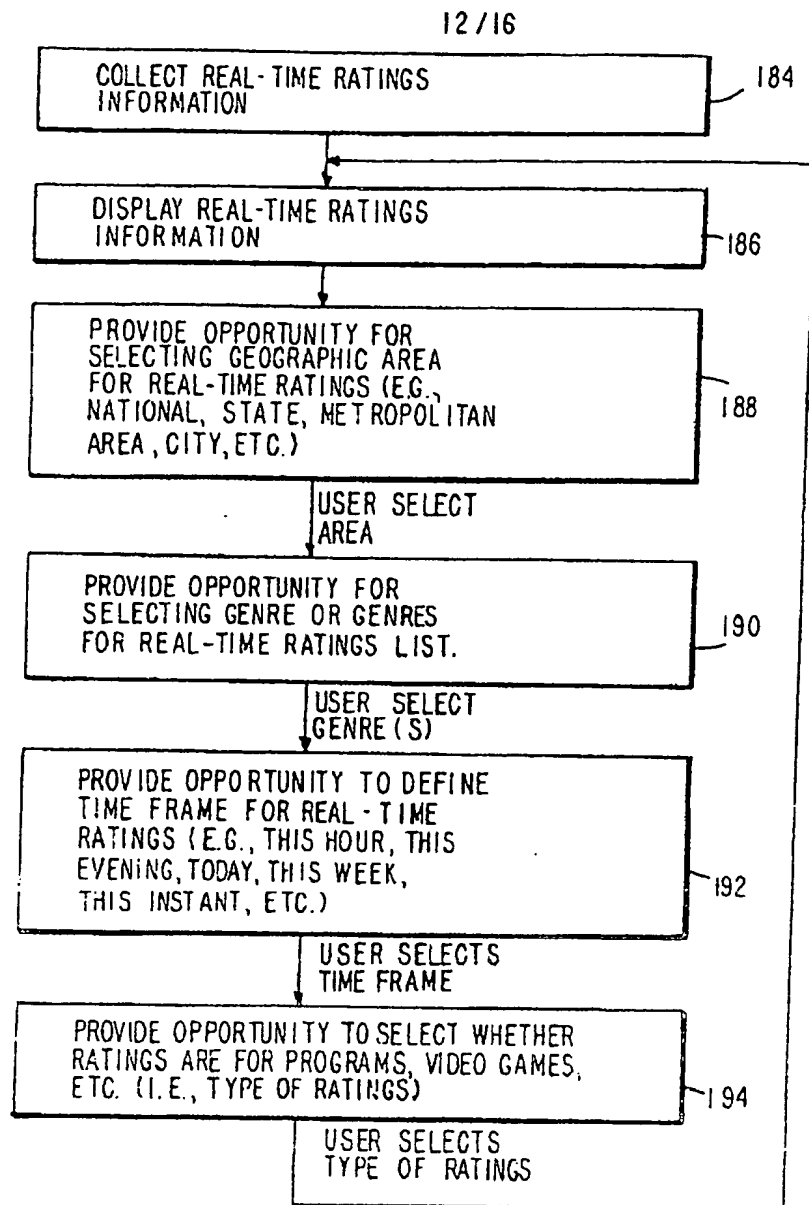 12/16
COLLECT REAL-TIME RATINGS
INFORMATION
184
DISPLAY REAL-TIME RATINGS
INFORMATION
186
PROVIDE OPPORTUNITY FOR
SELECTING GEOGRAPHIC AREA
FOR REAL-TIME RATINGS (E.G.,
NATIONAL, STATE, METROPOLITAN
AREA, CITY, ETC.)
188
USER SELECT
AREA
PROVIDE OPPORTUNITY FOR
SELECTING GENRE OR GENRES
FOR REAL-TIME RATINGS LIST.
190
USER SELECT
GENRE(S)
PROVIDE OPPORTUNITY TO DEFINE
TIME FRAME FOR REAL-TIME
RATINGS (E.G., THIS HOUR, THIS
EVENING, TODAY, THIS WEEK,
THIS INSTANT, ETC.)
192
USER SELECTS
TIME FRAME
PROVIDE OPPORTUNITY TO SELECT WHETHER
RATINGS ARE FOR PROGRAMS, VIDEO GAMES,
ETC. (I.E., TYPE OF RATINGS)
194
USER SELECTS
TYPE OF RATINGS